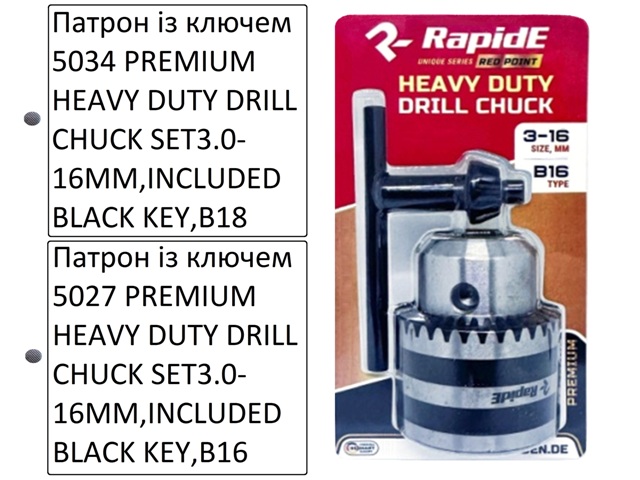 Патрон із ключем
5034 PREMIUM
HEAVY DUTY DRILL
CHUCK SET3.0-
16MM,INCLUDED
BLACK KEY,B18
Патрон із ключем
5027 PREMIUM
HEAVY DUTY DRILL
CHUCK SET3.0-
16MM,INCLUDED
BLACK KEY,B16
RapidE
UNIQUE SERIES RED POINT
HEAVY DUTY
DRILL CHUCK
3-16
SIZE, MM
B16
TYPE
PREMIUM
RapidE